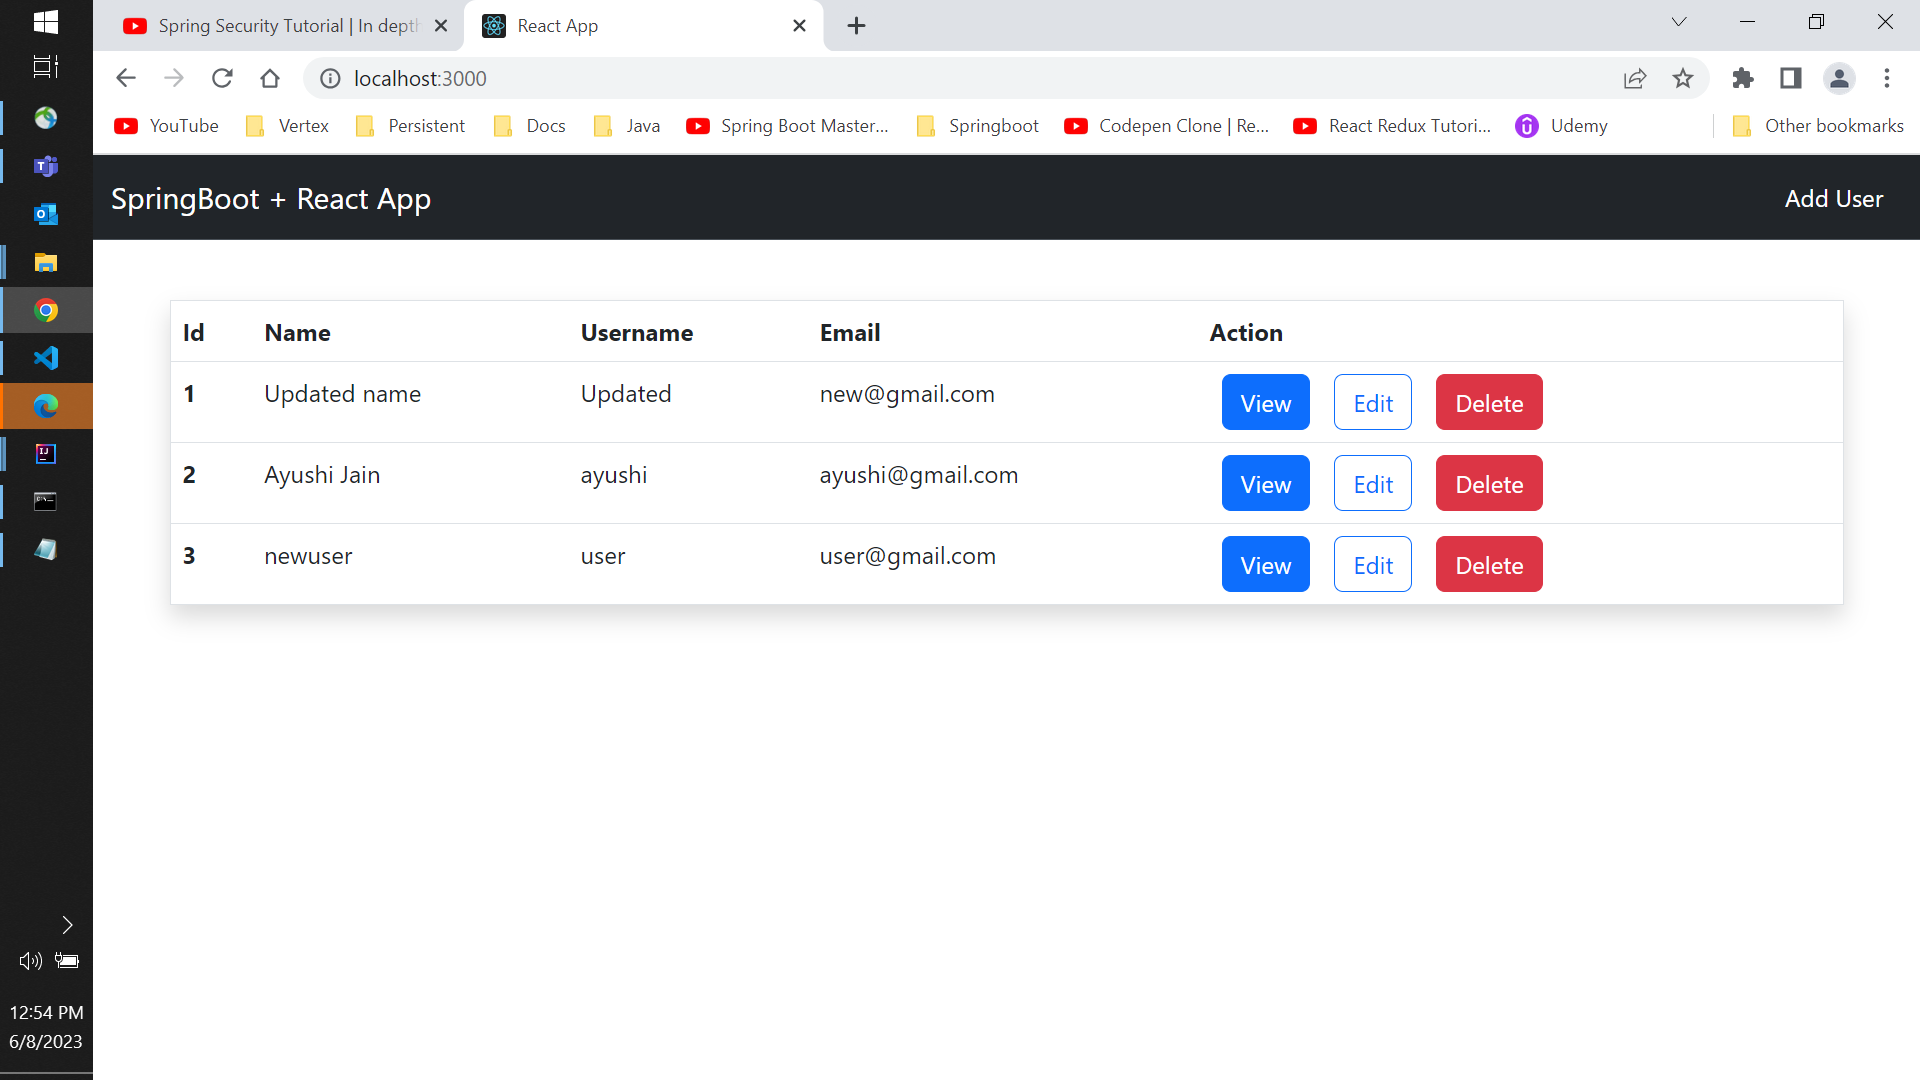 Spring Security Tutorial | In depth
React App
localhost:3000
YouTube
Vertex
Persistent
Docs
Java
Spring Boot Master...
Springboot
Codepen Clone | Re...
React Redux Tutori...
Udemy
Other bookmarks
SpringBoot + React App
Add User
Id Name Username Email Action
1 Updated name Updated new@gmail.com View Edit Delete
2 Ayushi Jain ayushi ayushi@gmail.com View Edit Delete
3 newuser user user@gmail.com View Edit Delete
12:54 PM
6/8/2023